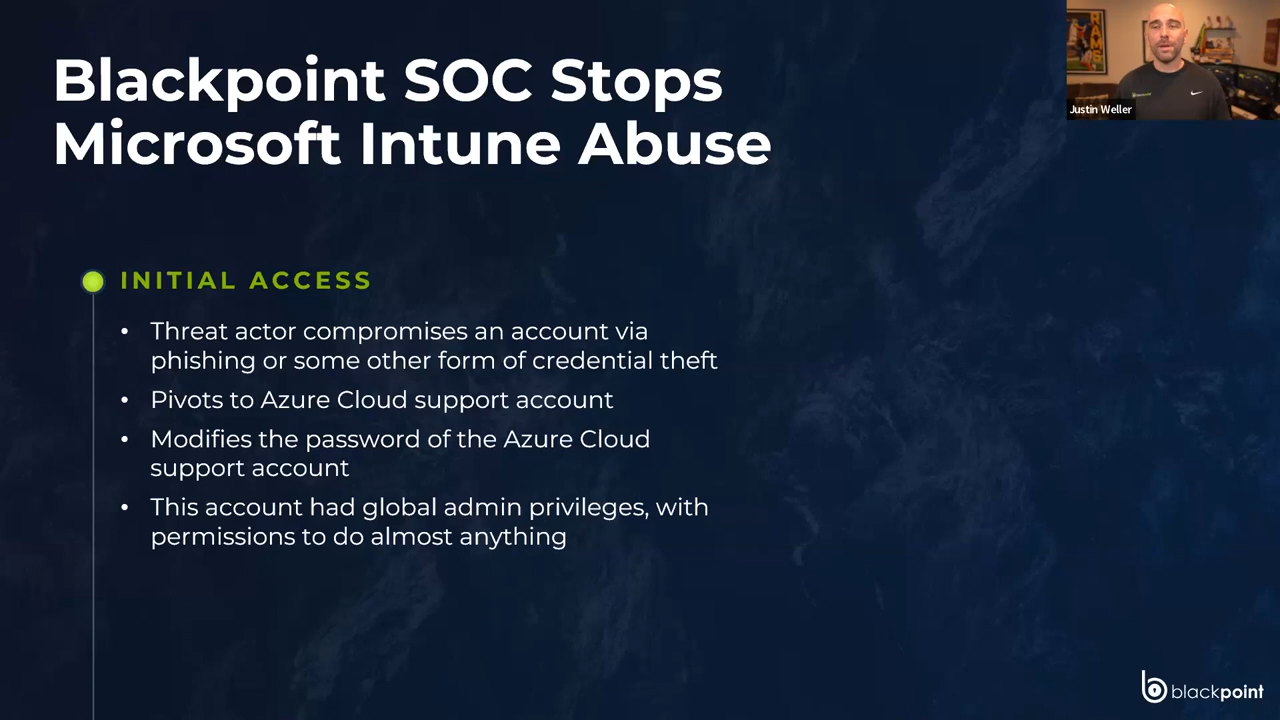 Blackpoint SOC Stops
Microsoft Intune Abuse
RAMS
Justin Weller
INITIAL ACCESS
• Threat actor compromises an account via
phishing or some other form of credential theft
• Pivots to Azure Cloud support account
• Modifies the password of the Azure Cloud
support account
• This account had global admin privileges, with
permissions to do almost anything
blackpoint